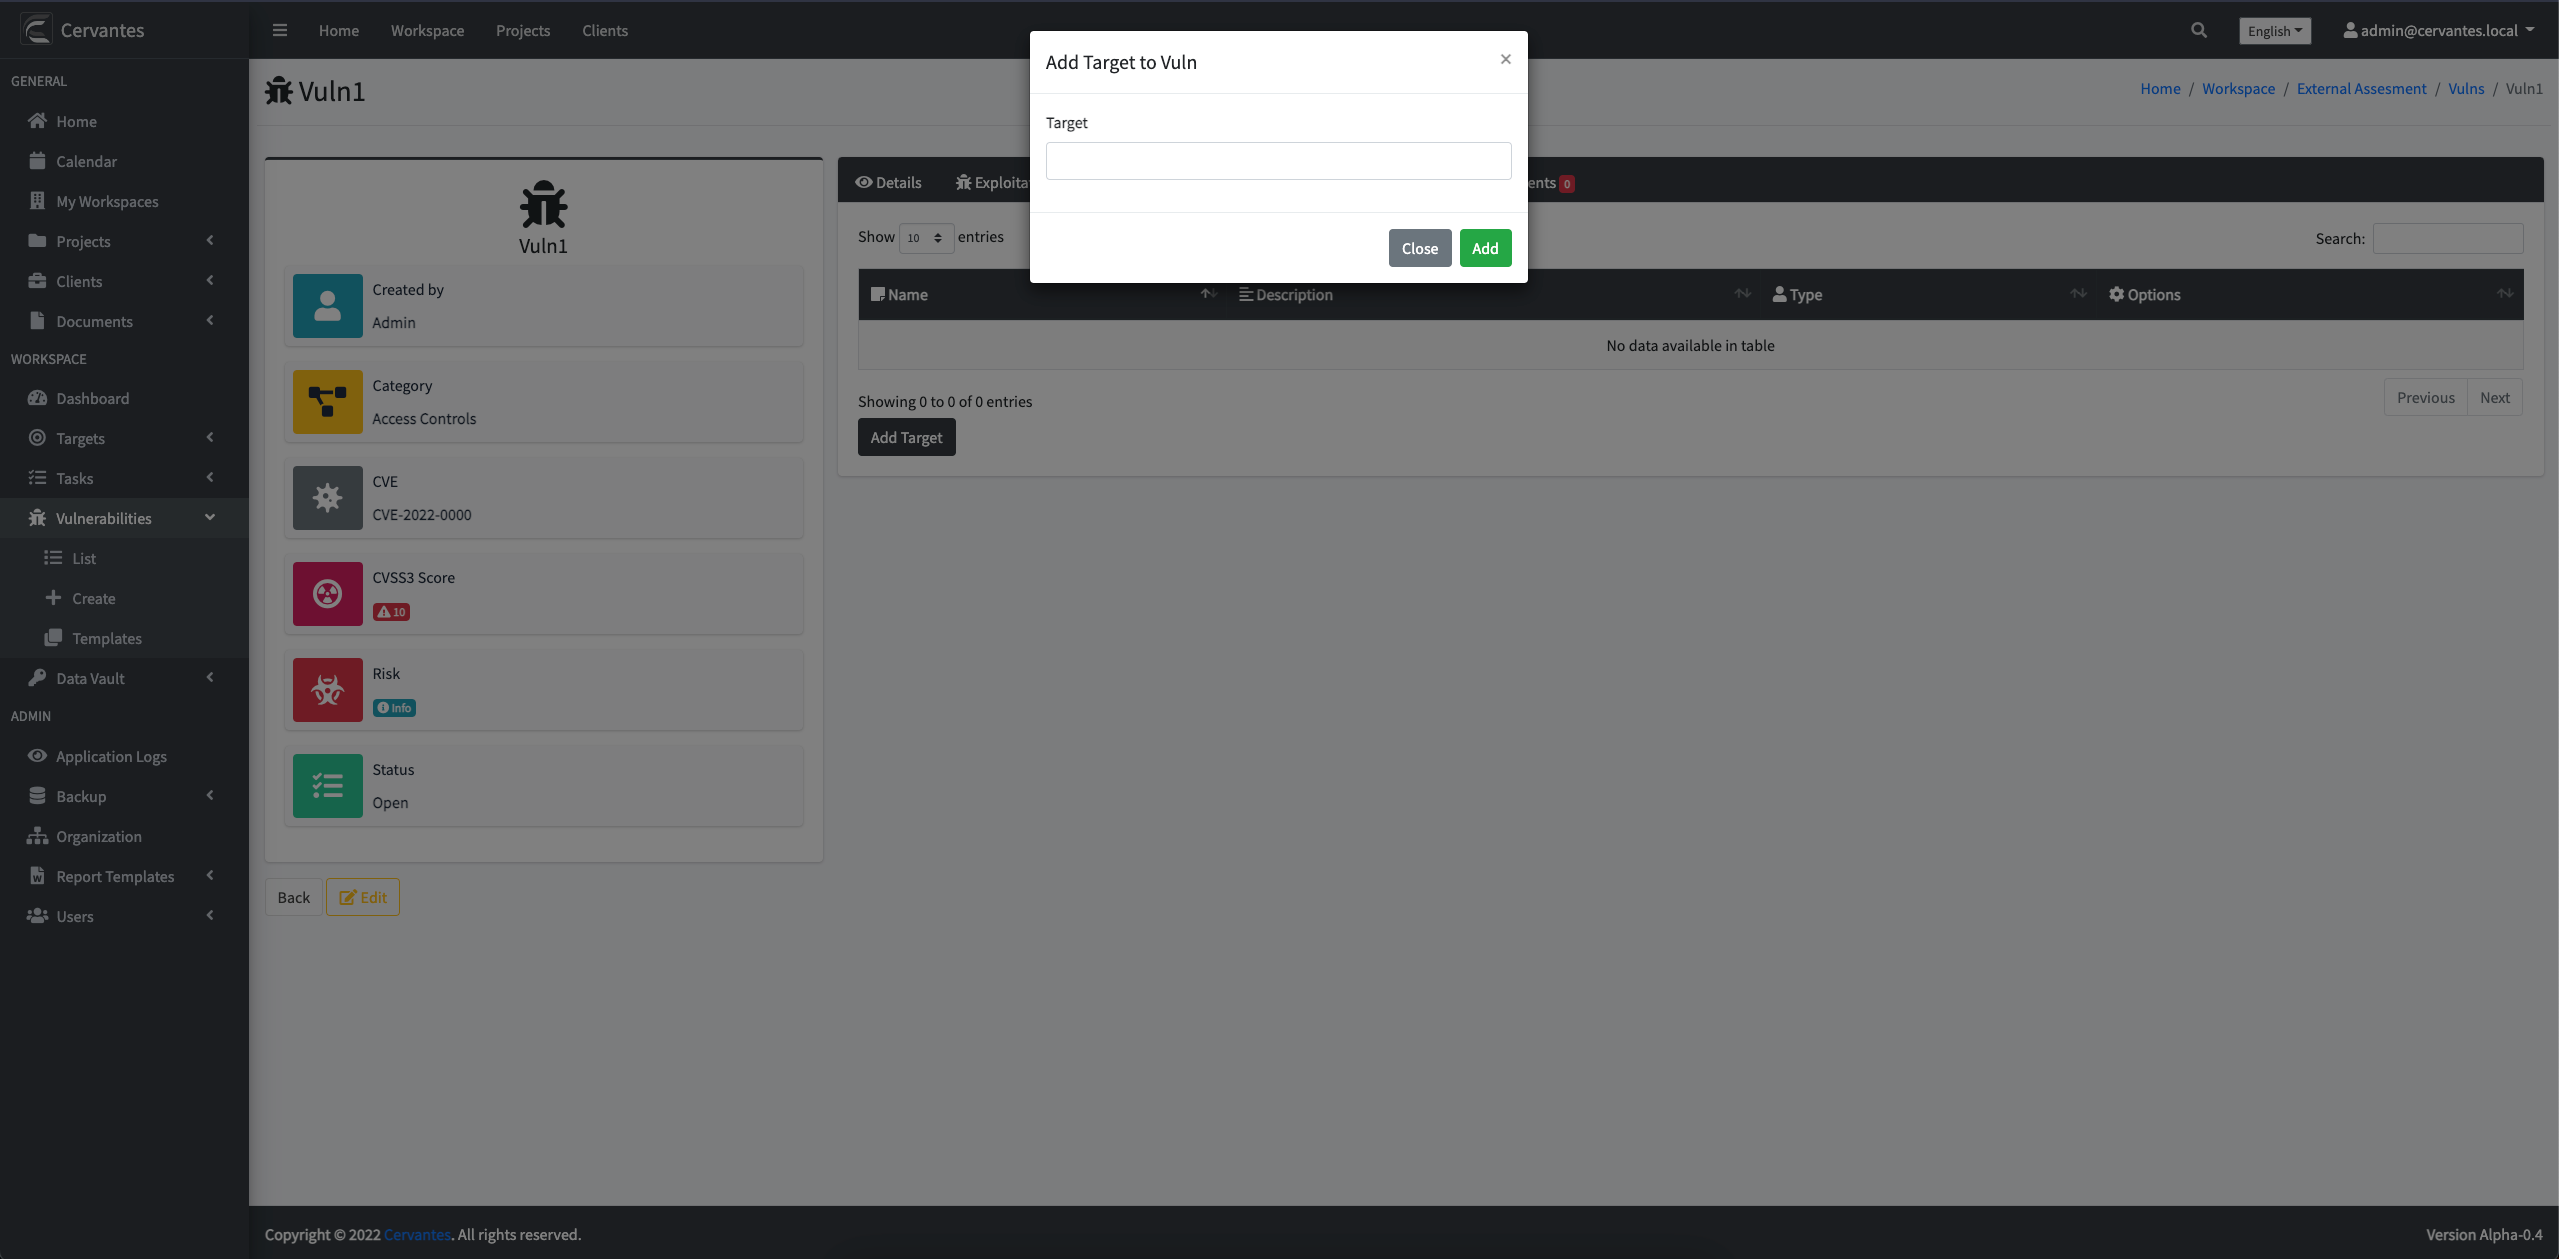 Cervantes
Home Workspace Projects Clients
English
admin@cervantes.local
GENERAL
Home
Calendar
My Workspaces
Projects
Clients
Documents
WORKSPACE
Dashboard
Targets
Tasks
Vulnerabilities
List
Create
Templates
Data Vault
ADMIN
Application Logs
Backup
Organization
Report Templates
Users
Vuln1
Home / Workspace / External Assesment / Vulns / Vuln1
Vuln1
Created by
Admin
Category
Access Controls
CVE
CVE-2022-0000
CVSS3 Score
10
Risk
Info
Status
Open
Back Edit
Add Target to Vuln ×
Target
Close Add
Details Exploita ents 0
Show 10 entries
Search:
Name Description Type Options
No data available in table
Showing 0 to 0 of 0 entries
Previous Next
Add Target
Copyright © 2022 Cervantes. All rights reserved.
Version Alpha-0.4